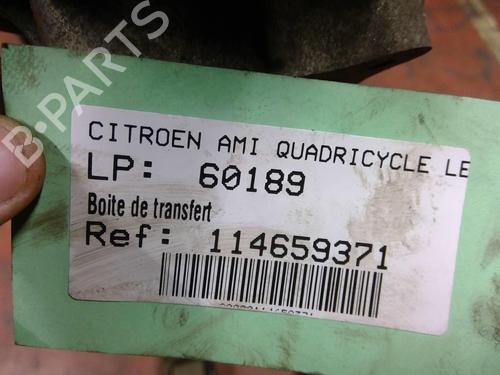 B-PARTS
CITROEN AMI QUADRICYCLE LE
LP: 60189
Boite de transfert
Ref: 114659371